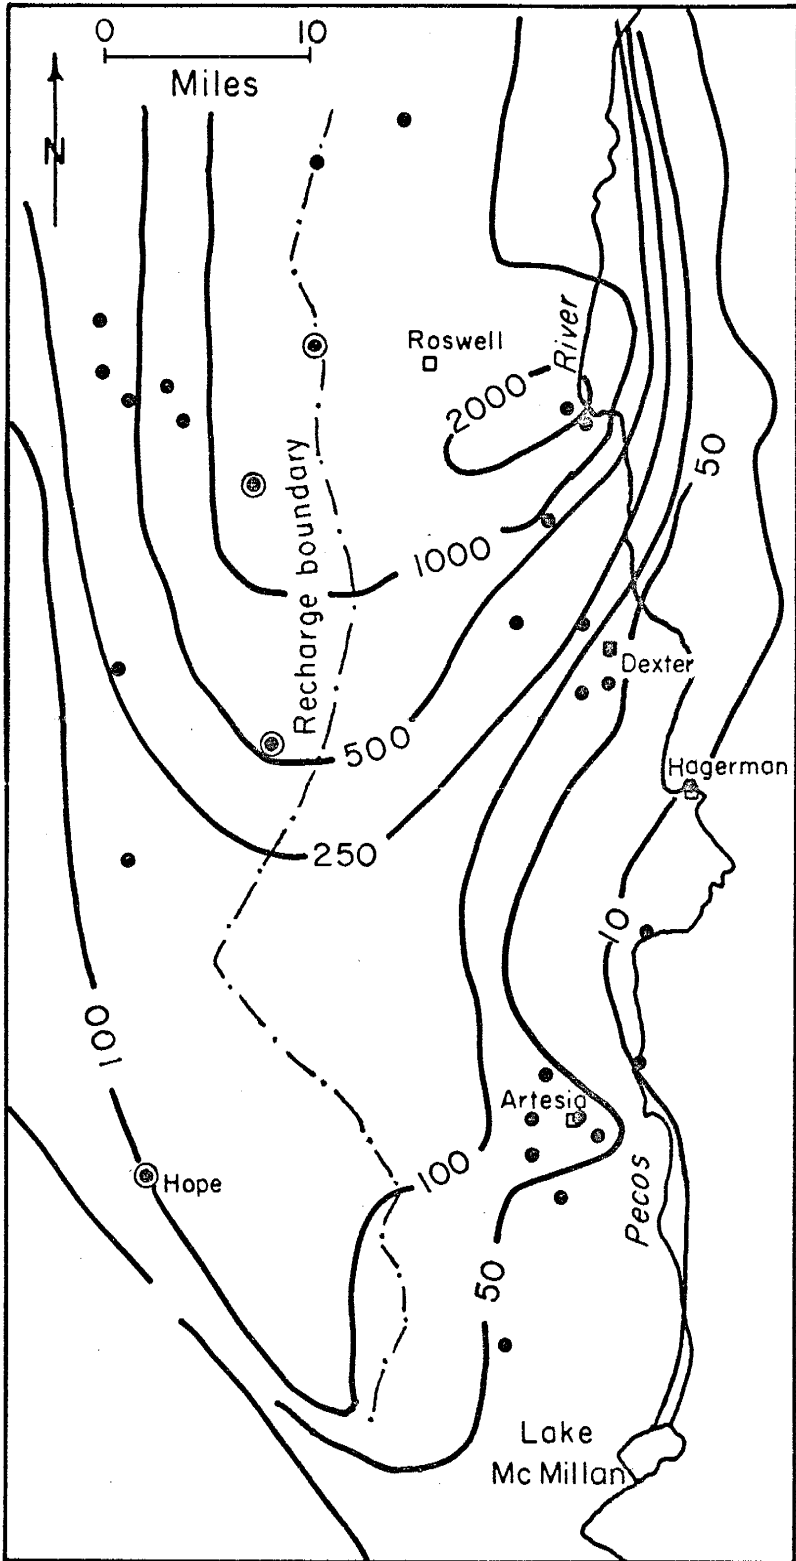 0 10
Miles
N
River
Roswell
2000
50
Recharge boundary
1000
Dexter
500
Hagerman
250
10
100
Artesia
100
Hope
Pecos
50
Lake
McMillan